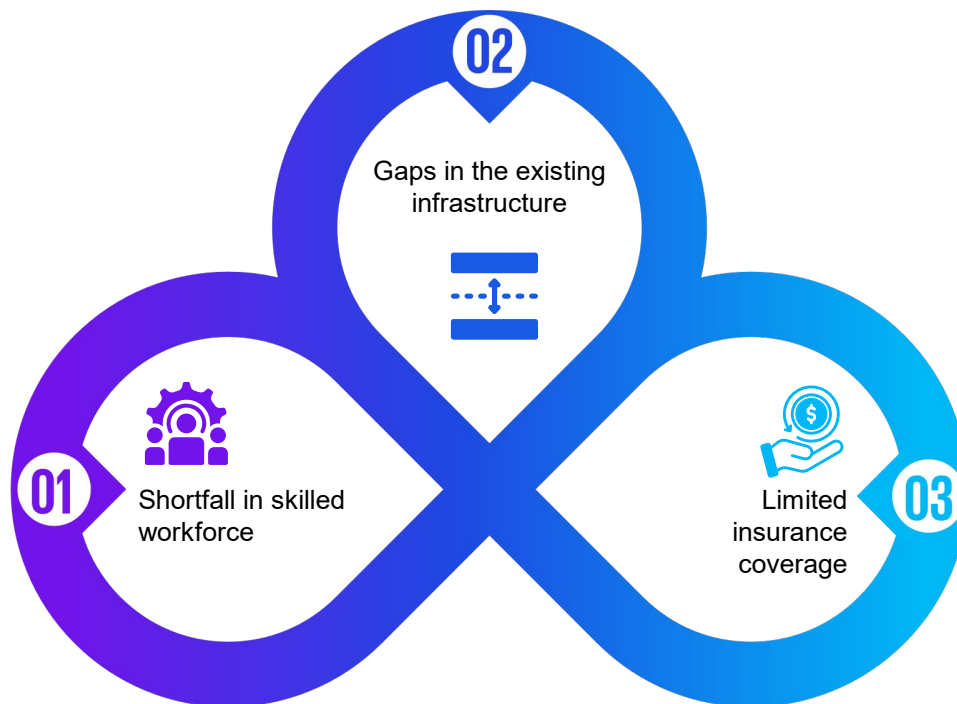 01
Shortfall in skilled
workforce
02
Gaps in the existing
infrastructure
$
03
Limited
insurance
coverage